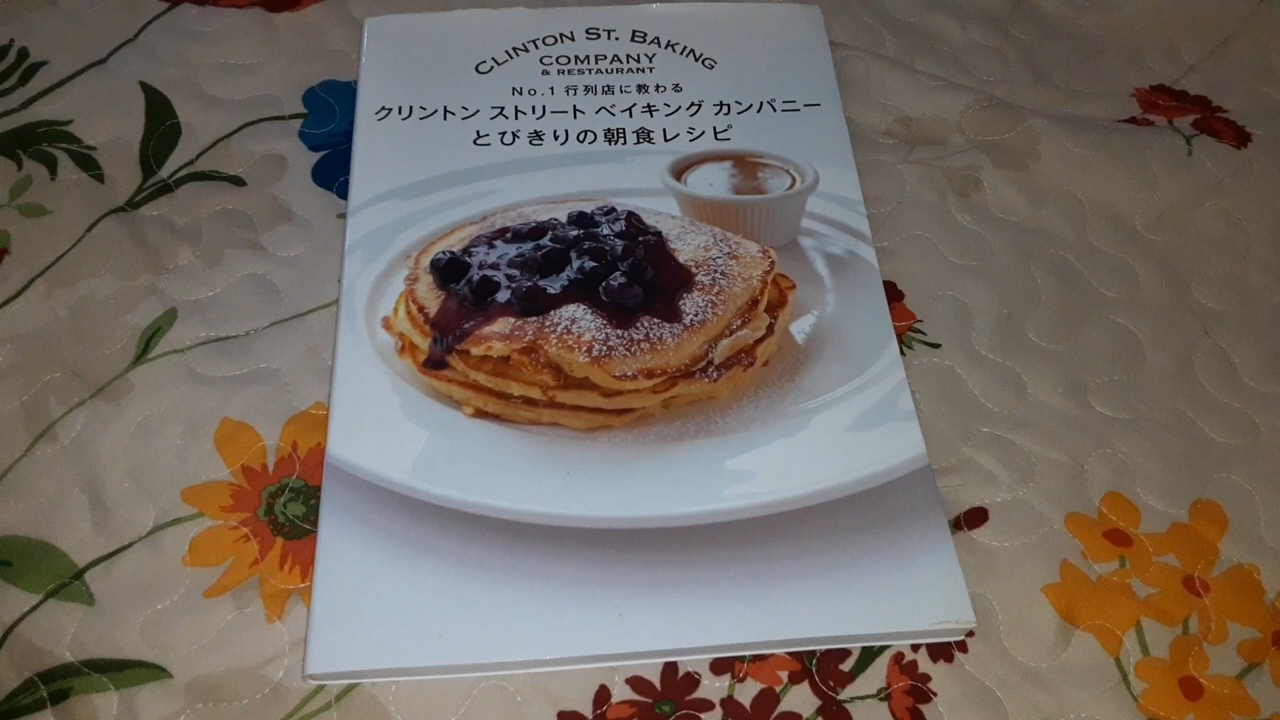 CLINTON ST. BAKING
COMPANY
& RESTAURANT
No.1 行列店に教わる
クリントン ストリート ベイキング カンパニー
とびきりの朝食レシピ